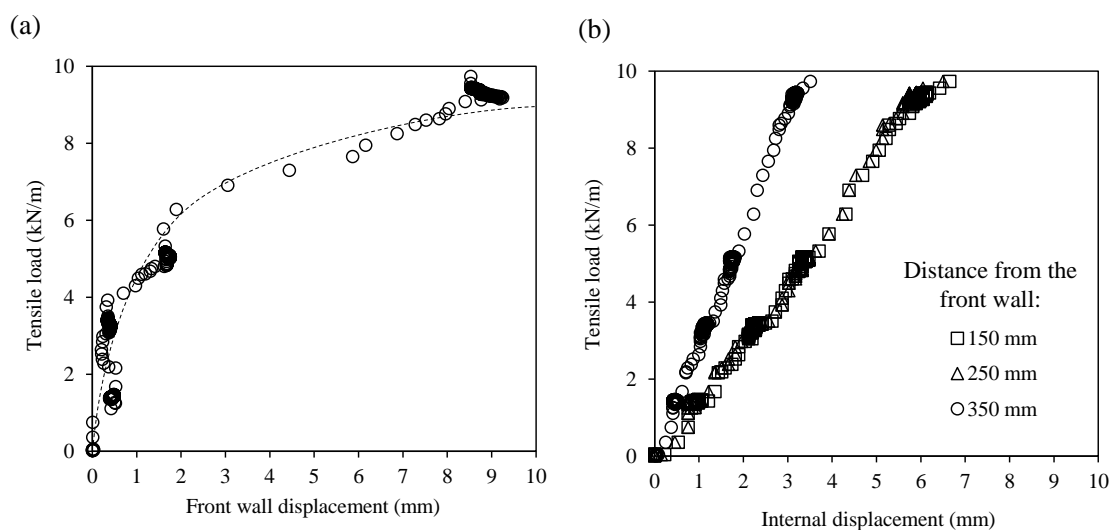 (a)
10
8
6
4
2
0
Tensile load (kN/m)
0 1 2 3 4 5 6 7 8 9 10
Front wall displacement (mm)
(b)
10
8
6
4
2
0
Tensile load (kN/m)
Distance from the
front wall:
150 mm
250 mm
350 mm
0 1 2 3 4 5 6 7 8 9 10
Internal displacement (mm)